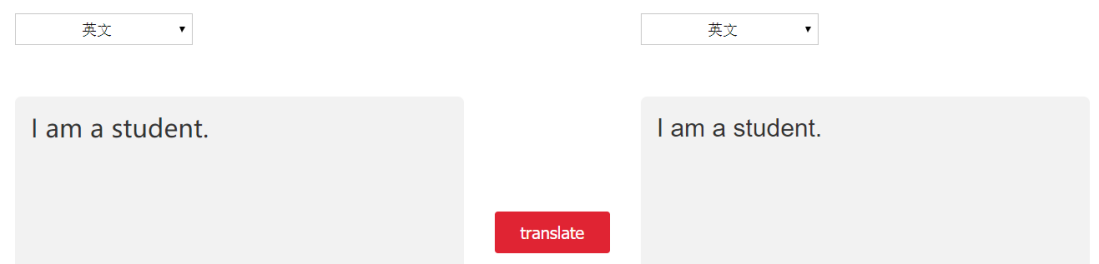 英文
英文
I am a student.
I am a student.
translate